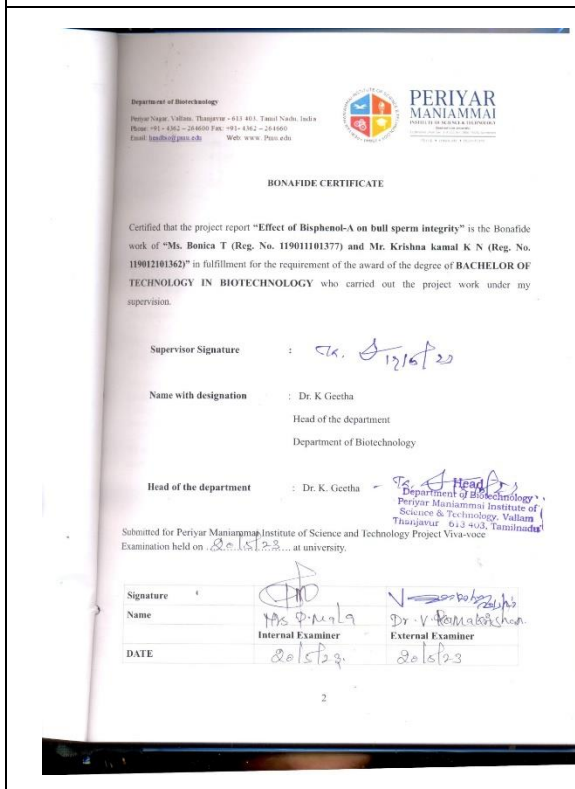 Department of Biotechnology
Periyar Nagar, Vallam, Thanjavur - 613 403, Tamil Nadu, India
Phone: +91 - 4362 - 264600 Fax: +91- 4362 - 264660
Email: headbt@pmu.edu Web: www. Pmu.edu
PERIYAR
MANIAMMAI
INSTITUTE OF SCIENCE & TECHNOLOGY
BONAFIDE CERTIFICATE
Certified that the project report “Effect of Bisphenol-A on bull sperm integrity” is the Bonafide
work of “Ms. Bonica T (Reg. No. 119011101377) and Mr. Krishna kamal K N (Reg. No.
119012101362)” in fulfillment for the requirement of the award of the degree of BACHELOR OF
TECHNOLOGY IN BIOTECHNOLOGY who carried out the project work under my
supervision.
Supervisor Signature :
Name with designation : Dr. K Geetha
Head of the department
Department of Biotechnology
Head of the department : Dr. K. Geetha
Head
Department of Biotechnology
Periyar Maniammai Institute of
Science & Technology, Vallam
Thanjavur 613 403, Tamilnadu
Submitted for Periyar Maniammai Institute of Science and Technology Project Viva-voce
Examination held on 20/5/23 at university.
Signature
Name
Internal Examiner External Examiner
DATE 20/5/23. 20/5/23
2